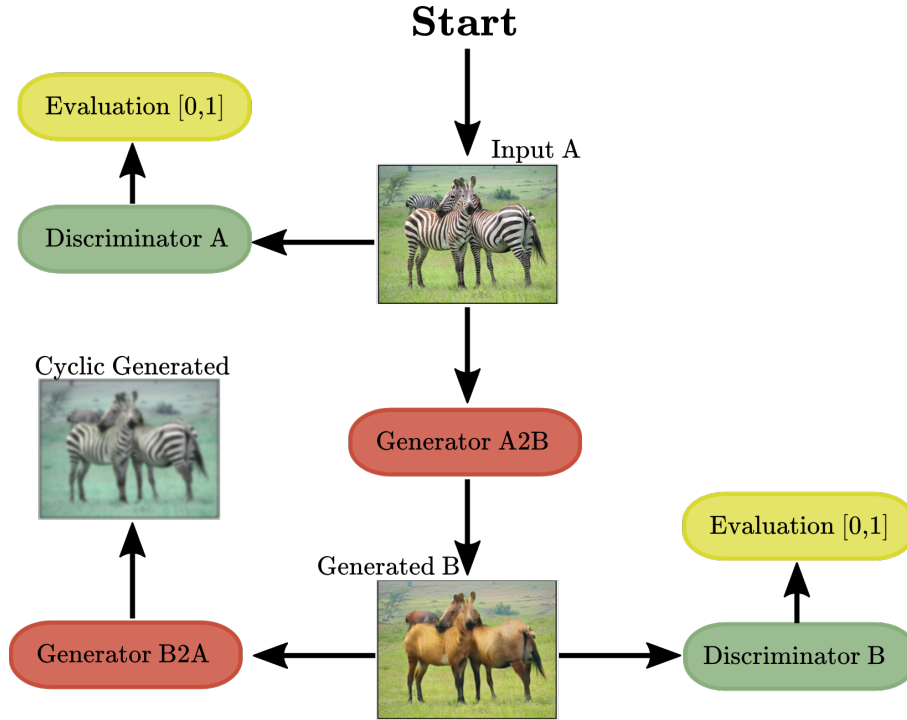 Start
Evaluation [0,1]
Input A
Discriminator A
Cyclic Generated
Generator A2B
Evaluation [0,1]
Generated B
Generator B2A
Discriminator B